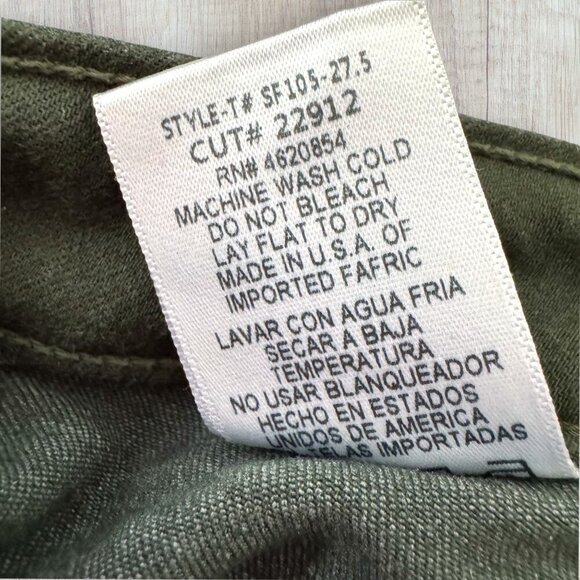 STYLE-T# SF105-27.5
CUT# 22912
RN# 4620854
MACHINE WASH COLD
DO NOT BLEACH
LAY FLAT TO DRY
MADE IN U.S.A. OF
IMPORTED FAFRIC
LAVAR CON AGUA FRIA
SECAR A BAJA
TEMPERATURA
NO USAR BLANQUEADOR
HECHO EN ESTADOS
UNIDOS DE AMERICA
TELAS IMPORTADAS